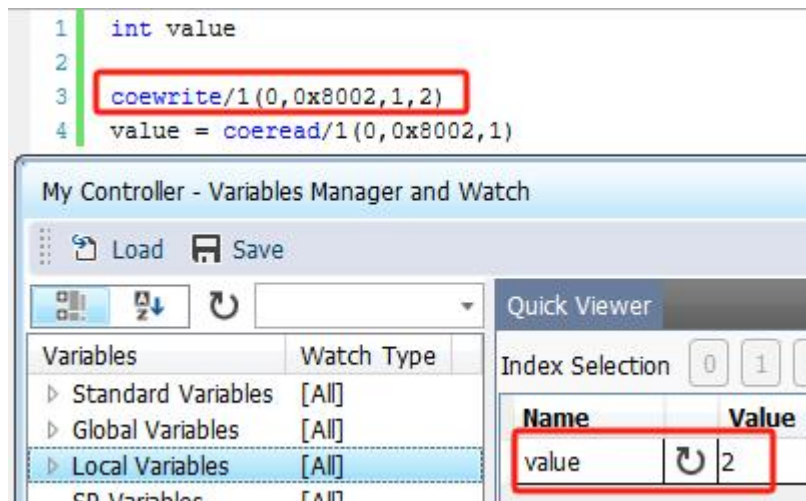 1 int value
2
3 coewrite/1(0,0x8002,1,2)
4 value = coeread/1(0,0x8002,1)
My Controller - Variables Manager and Watch
Load Save
Quick Viewer
Variables Watch Type
Index Selection 0 1
Standard Variables [All]
Name Value
Global Variables [All]
value 2
Local Variables [All]
SP Variables [All]